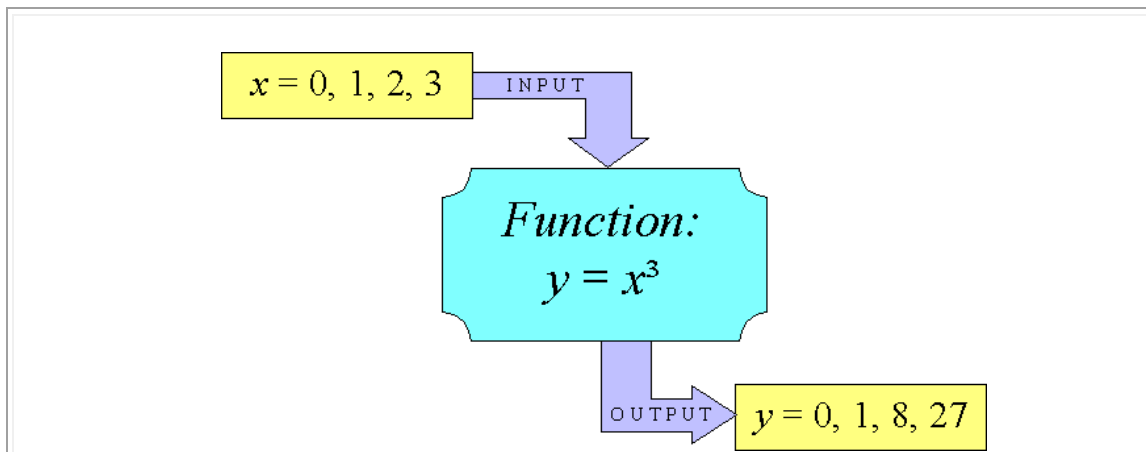 x = 0, 1, 2, 3
INPUT
Function:
y = x³
OUTPUT
y = 0, 1, 8, 27